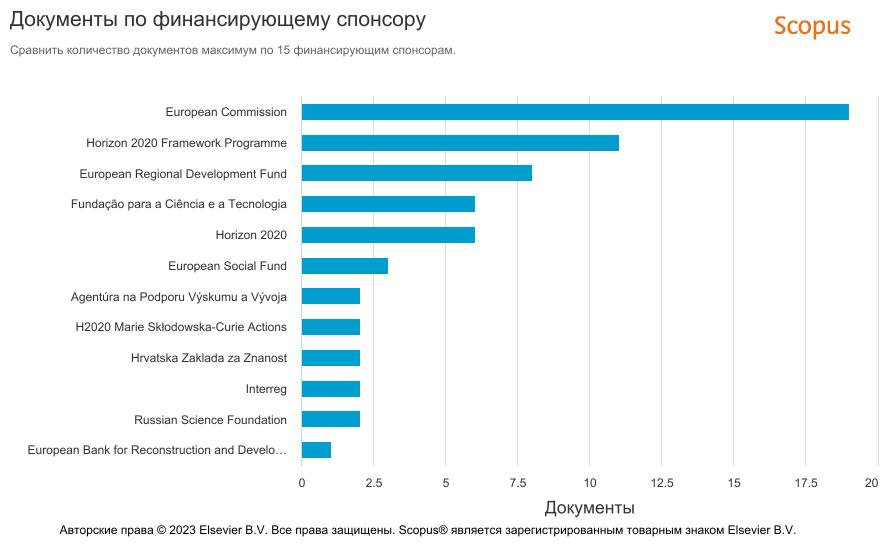 Документы по финансирующему спонсору
Scopus
Сравнить количество документов максимум по 15 финансирующим спонсорам.
European Commission
Horizon 2020 Framework Programme
European Regional Development Fund
Fundação para a Ciência e a Tecnologia
Horizon 2020
European Social Fund
Agentúra na Podporu Výskumu a Vývoja
H2020 Marie Skłodowska-Curie Actions
Hrvatska Zaklada za Znanost
Interreg
Russian Science Foundation
European Bank for Reconstruction and Develo…
0 2.5 5 7.5 10 12.5 15 17.5 20
Документы
Авторские права © 2023 Elsevier B.V. Все права защищены. Scopus® является зарегистрированным товарным знаком Elsevier B.V.